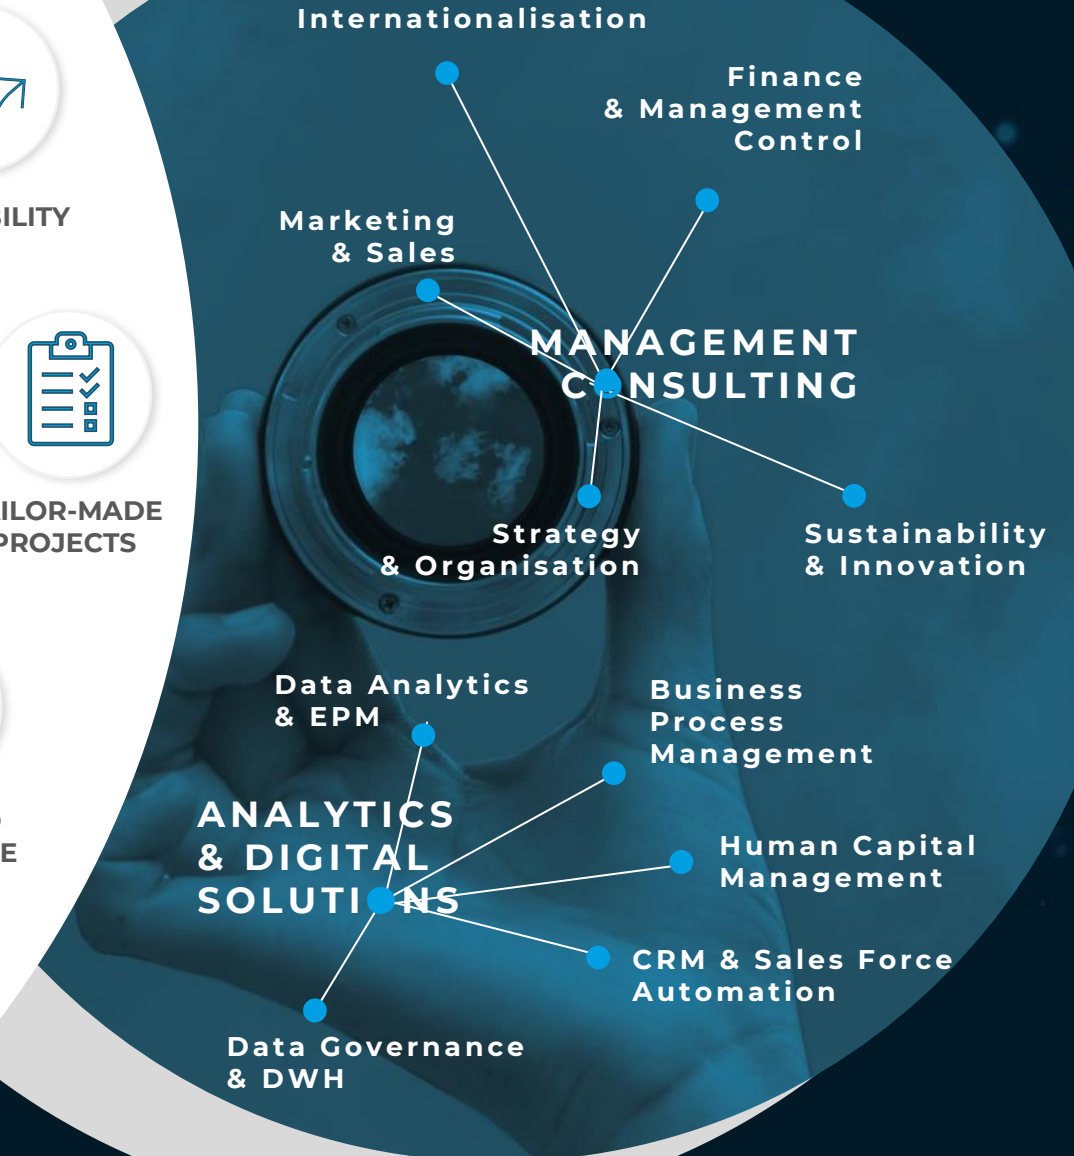 Internationalisation
Finance
& Management
Control
Marketing
& Sales
MANAGEMENT
CONSULTING
Strategy
& Organisation
Sustainability
& Innovation
Data Analytics
& EPM
Business
Process
Management
ANALYTICS
& DIGITAL
SOLUTIONS
Human Capital
Management
CRM & Sales Force
Automation
Data Governance
& DWH
ILITY
ILOR-MADE
PROJECTS
E